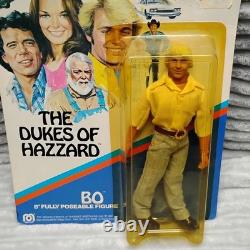 THE
DUKES OF
HAZZARD
BO
8" FULLY POSEABLE FIGURE